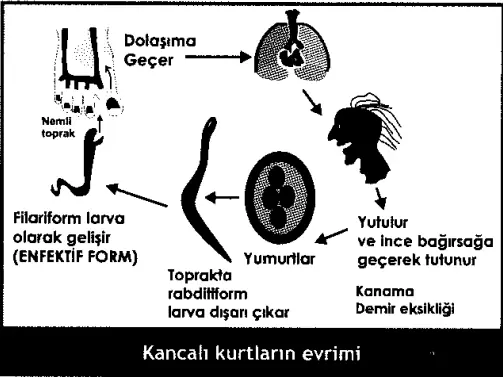 Dolaşıma
Geçer
Nemli
toprak
Filariform larva
olarak gelişir
(ENFEKTİF FORM)
Toprakta
rabditiform
larva dışarı çıkar
Yumurtlar
Yutulur
ve ince bağırsağa
geçerek tutunur
Kanama
Demir eksikliği
Kancalı kurtların evrimi